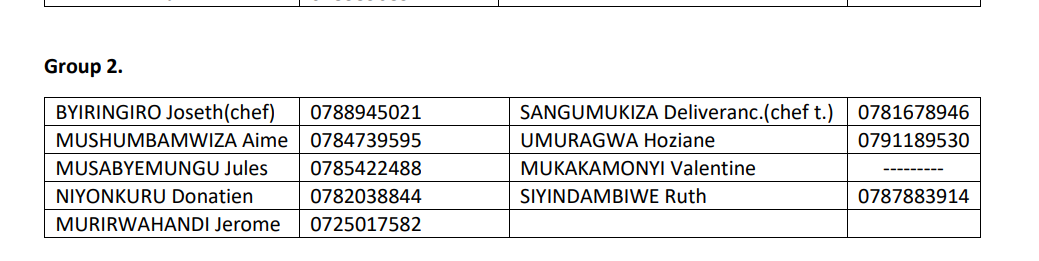 Group 2.
BYIRINGIRO Joseth(chef) 0788945021 SANGUMUKIZA Deliveranc.(chef t.) 0781678946
MUSHUMBAMWIZA Aime 0784739595 UMURAGWA Hoziane 0791189530
MUSABYEMUNGU Jules 0785422488 MUKAKAMONYI Valentine ---------
NIYONKURU Donatien 0782038844 SIYINDAMBIWE Ruth 0787883914
MURIRWAHANDI Jerome 0725017582